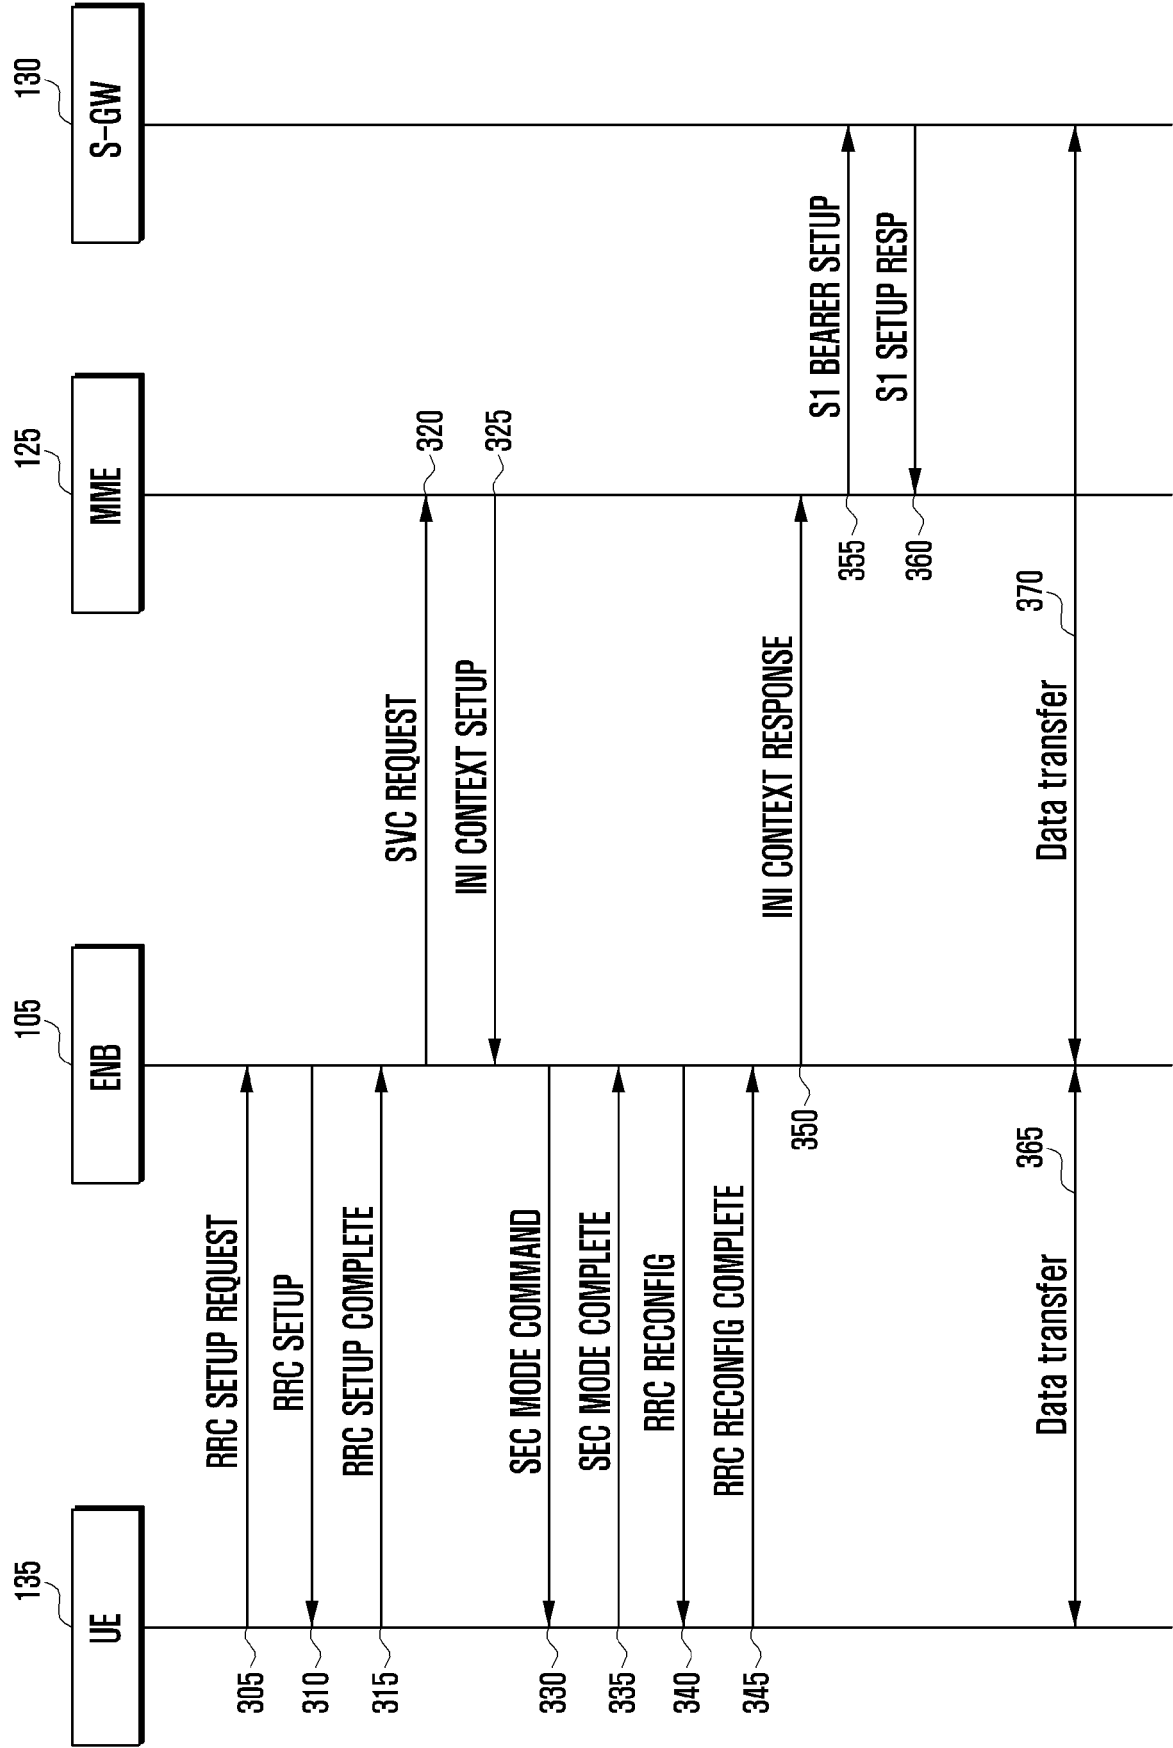 135
105
125
130
UE
ENB
MME
S-GW
RRC SETUP REQUEST
305
RRC SETUP
310
RRC SETUP COMPLETE
315
SVC REQUEST
320
INI CONTEXT SETUP
325
SEC MODE COMMAND
330
SEC MODE COMPLETE
335
RRC RECONFIG
340
RRC RECONFIG COMPLETE
345
INI CONTEXT RESPONSE
350
S1 BEARER SETUP
355
S1 SETUP RESP
360
Data transfer
365
Data transfer
370